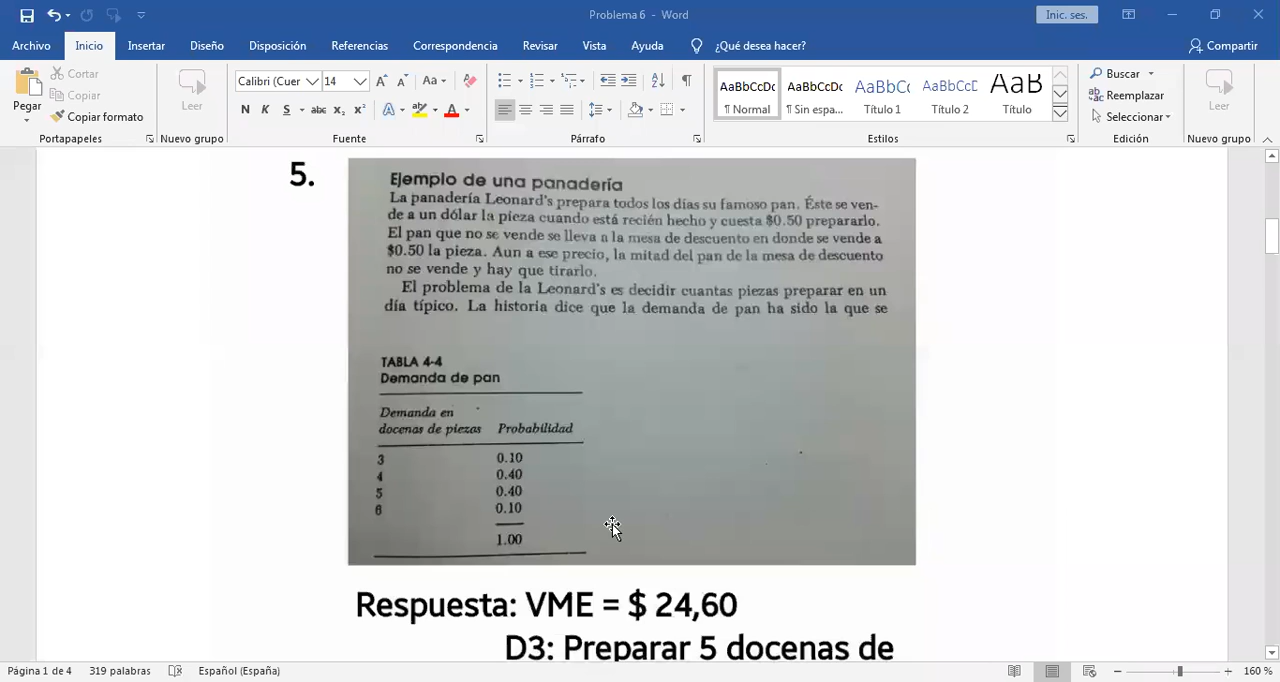 Problema 6 - Word
Inic. ses.
Archivo Inicio Insertar Diseño Disposición Referencias Correspondencia Revisar Vista Ayuda ¿Qué desea hacer? Compartir
Pegar
Cortar
Copiar
Copiar formato
Portapapeles
Leer
Nuevo grupo
Calibri (Cuer 14
Fuente
Párrafo
AaBbCcDc AaBbCcDc AaBbCc AaBbCcD AaB
¶ Normal ¶ Sin espa... Título 1 Título 2 Título
Estilos
Buscar
Reemplazar
Seleccionar
Edición
Leer
Nuevo grupo
5.
Ejemplo de una panadería
La panadería Leonard's prepara todos los días su famoso pan. Éste se ven-
de a un dólar la pieza cuando está recién hecho y cuesta $0.50 prepararlo.
El pan que no se vende se lleva a la mesa de descuento en donde se vende a
$0.50 la pieza. Aun a ese precio, la mitad del pan de la mesa de descuento
no se vende y hay que tirarlo.
El problema de la Leonard's es decidir cuantas piezas preparar en un
día típico. La historia dice que la demanda de pan ha sido la que se
TABLA 4-4
Demanda de pan
Demanda en
docenas de piezas Probabilidad
3 0.10
4 0.40
5 0.40
6 0.10
1.00
Respuesta: VME = $ 24,60
D3: Preparar 5 docenas de
Página 1 de 4 319 palabras Español (España) 160 %